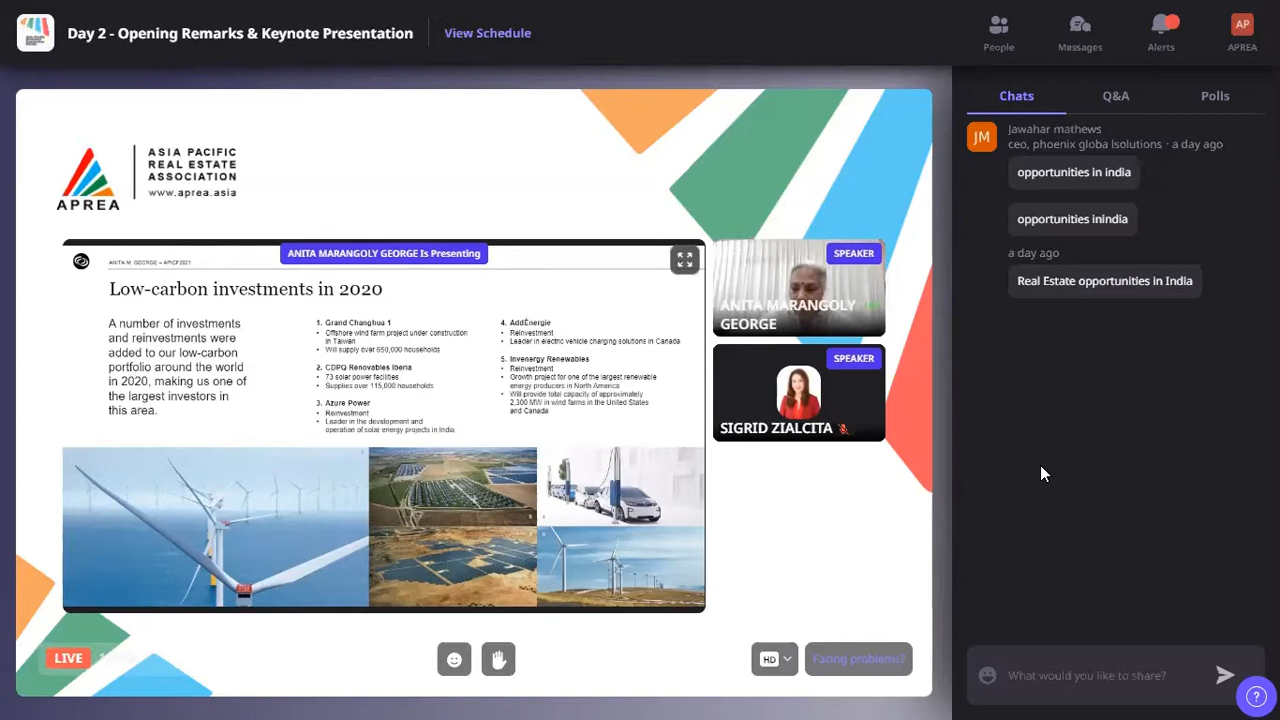 Day 2 - Opening Remarks & Keynote Presentation
View Schedule
People
Messages
Alerts
AP
APREA
ASIA PACIFIC
REAL ESTATE
ASSOCIATION
www.aprea.asia
APREA
ANITA MARANGOLY GEORGE Is Presenting
ANITA M. GEORGE – APICF2021
Low-carbon investments in 2020
A number of investments
and reinvestments were
added to our low-carbon
portfolio around the world
in 2020, making us one of
the largest investors in
this area.
1. Grand Changhua 1
• Offshore wind farm project under construction
in Taiwan
• Will supply over 650,000 households
2. CDPQ Renovables Iberia
• 73 solar power facilities
• Supplies over 115,000 households
3. Azure Power
• Reinvestment
• Leader in the development and
operation of solar energy projects in India
4. AddÉnergie
• Reinvestment
• Leader in electric vehicle charging solutions in Canada
5. Invenergy Renewables
• Reinvestment
• Growth project for one of the largest renewable
energy producers in North America
• Will provide total capacity of approximately
2,300 MW in wind farms in the United States
and Canada
SPEAKER
ANITA MARANGOLY
GEORGE
SPEAKER
SIGRID ZIALCITA
LIVE
HD
Facing problems?
Chats
Q&A
Polls
JM
Jawahar mathews
ceo, phoenix globa lsolutions · a day ago
opportunities in india
opportunities inindia
a day ago
Real Estate opportunities in India
What would you like to share?